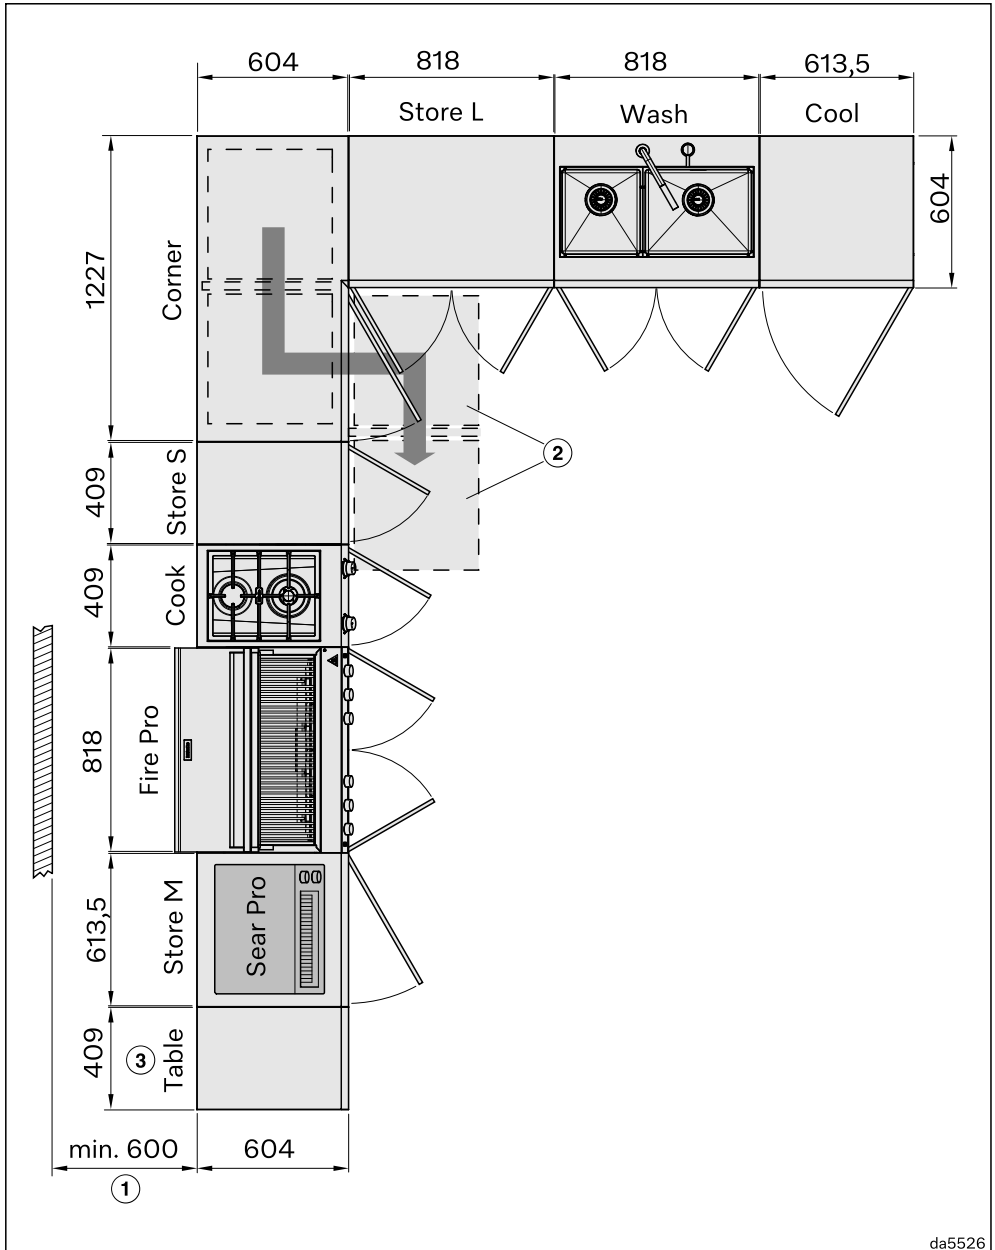 604
818
818
613,5
Store L
Wash
Cool
604
1227
Corner
409
Store S
2
409
Cook
818
Fire Pro
613,5
Store M
Sear Pro
409
3
Table
min. 600
604
1
da5526